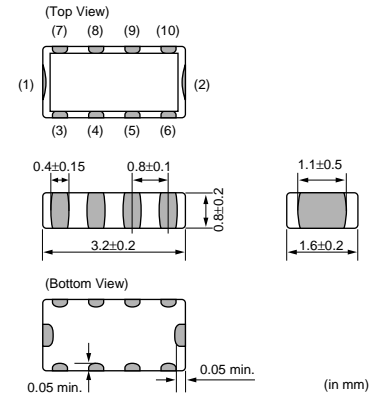 (Top View)
(7) (8) (9) (10)
(1) (2)
(3) (4) (5) (6)
0.4±0.15 0.8±0.1 1.1±0.5
0.8±0.2
3.2±0.2 1.6±0.2
(Bottom View)
0.05 min.
0.05 min.
(in mm)